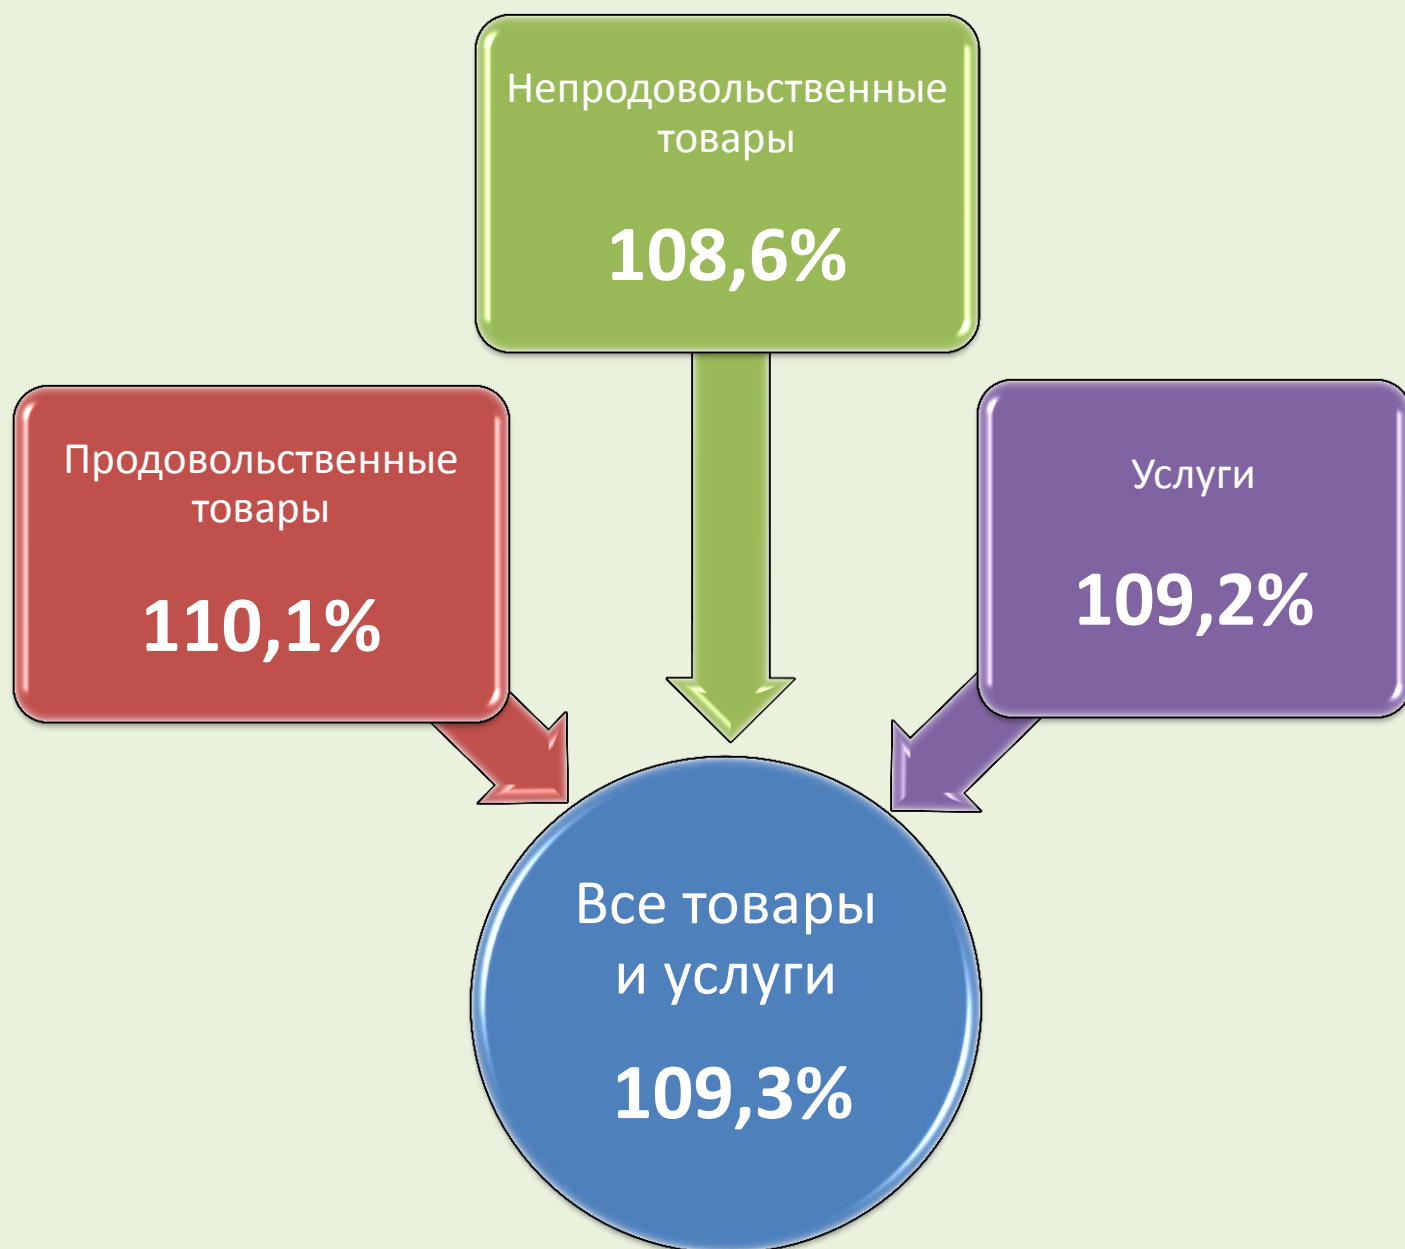 Непродовольственные
товары
108,6%
Продовольственные
товары
110,1%
Услуги
109,2%
Все товары
и услуги
109,3%